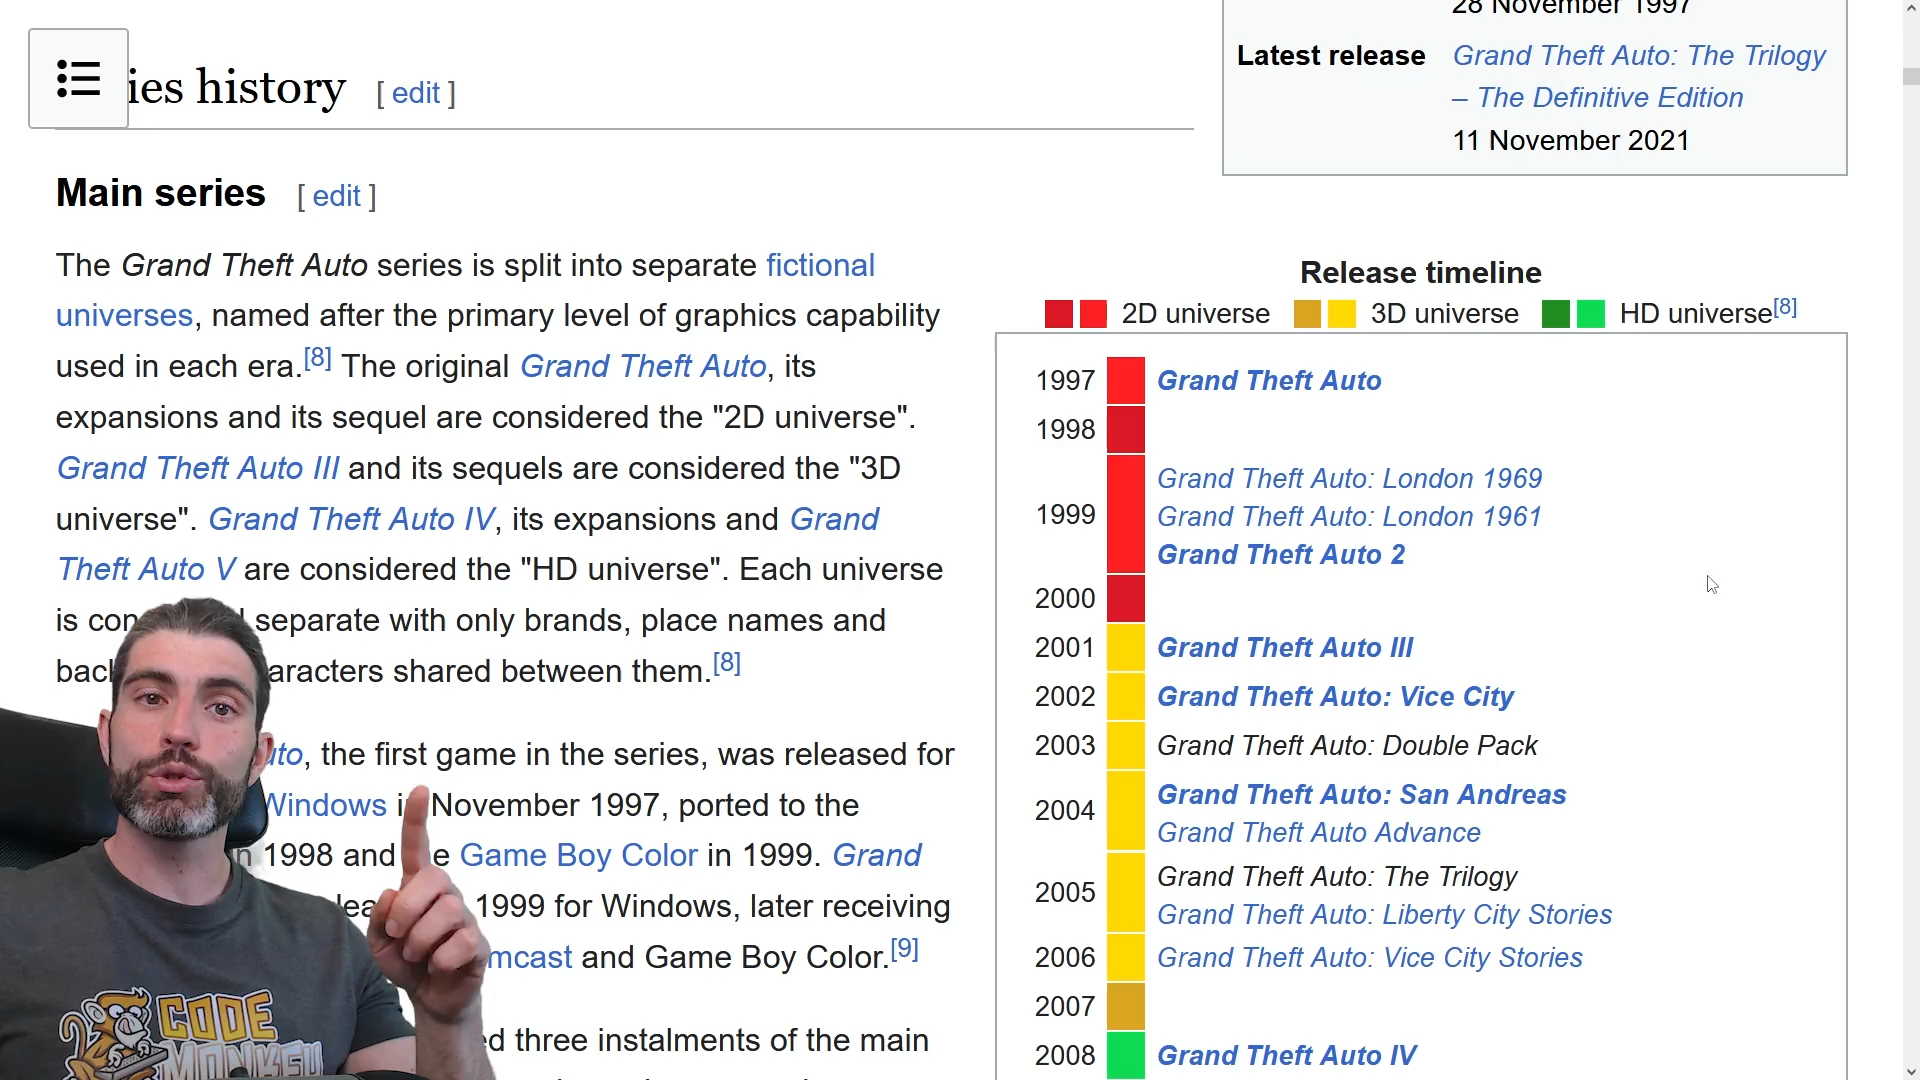 ies history [ edit ]
Main series [ edit ]
The Grand Theft Auto series is split into separate fictional
universes, named after the primary level of graphics capability
used in each era.[8] The original Grand Theft Auto, its
expansions and its sequel are considered the "2D universe".
Grand Theft Auto III and its sequels are considered the "3D
universe". Grand Theft Auto IV, its expansions and Grand
Theft Auto V are considered the "HD universe". Each universe
is con separate with only brands, place names and
bac aracters shared between them.[8]
uto, the first game in the series, was released for
Windows in November 1997, ported to the
n 1998 and the Game Boy Color in 1999. Grand
lea 1999 for Windows, later receiving
mcast and Game Boy Color.[9]
ed three instalments of the main
28 November 1997
Latest release Grand Theft Auto: The Trilogy
– The Definitive Edition
11 November 2021
Release timeline
2D universe 3D universe HD universe[8]
1997 Grand Theft Auto
1998
1999 Grand Theft Auto: London 1969
Grand Theft Auto: London 1961
Grand Theft Auto 2
2000
2001 Grand Theft Auto III
2002 Grand Theft Auto: Vice City
2003 Grand Theft Auto: Double Pack
2004 Grand Theft Auto: San Andreas
Grand Theft Auto Advance
2005 Grand Theft Auto: The Trilogy
Grand Theft Auto: Liberty City Stories
2006 Grand Theft Auto: Vice City Stories
2007
2008 Grand Theft Auto IV
CODE
MONKEY